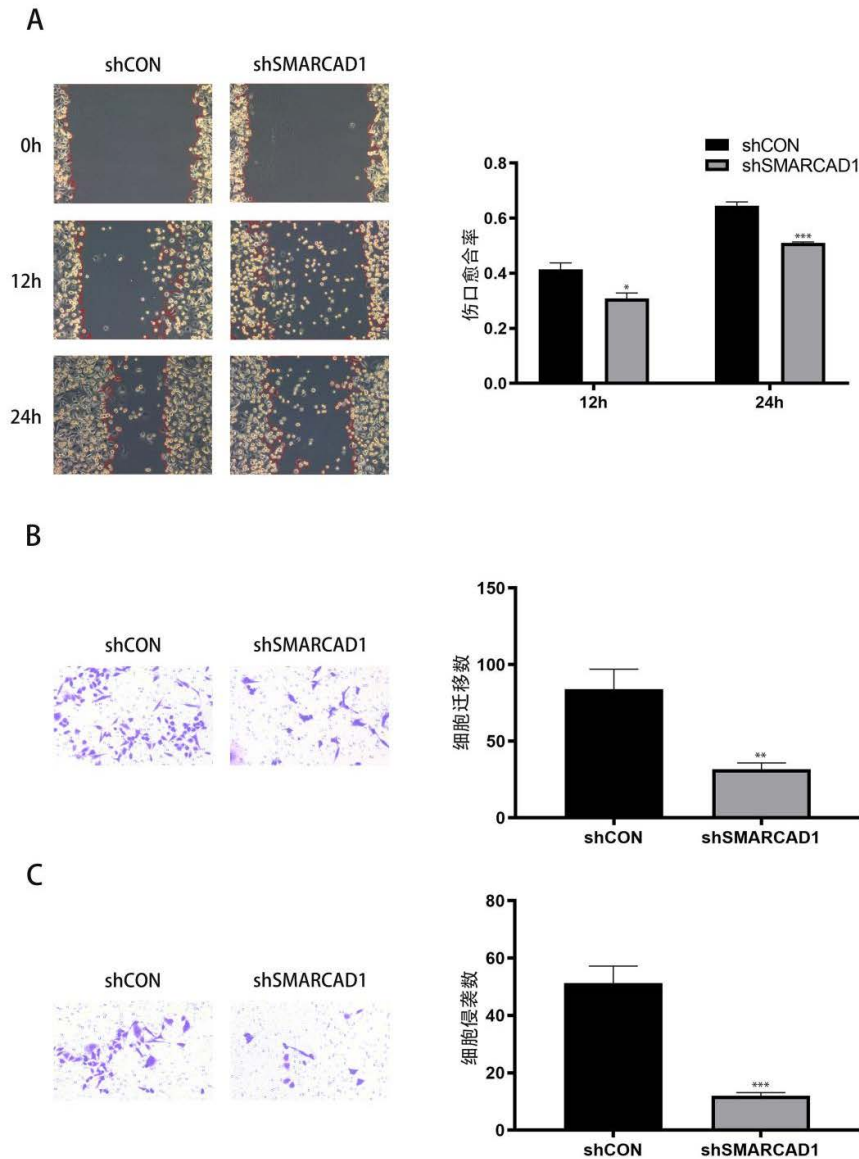 A
shCON shSMARCAD1
0h
12h
24h
shCON
shSMARCAD1
伤口愈合率
0.8
0.6
0.4
0.2
0.0
*
***
12h 24h
B
shCON shSMARCAD1
细胞迁移数
150
100
50
0
**
shCON shSMARCAD1
C
shCON shSMARCAD1
细胞侵袭数
80
60
40
20
0
***
shCON shSMARCAD1